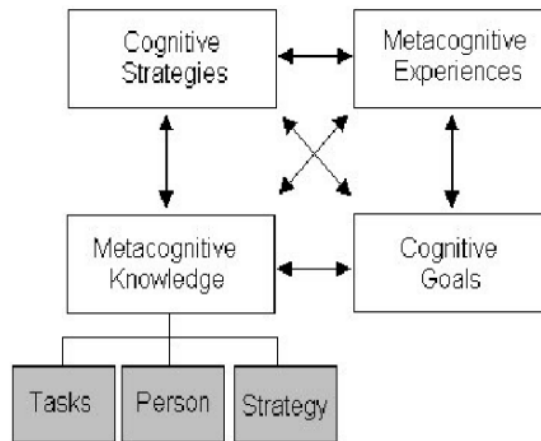 Cognitive
Strategies
Metacognitive
Experiences
Metacognitive
Knowledge
Cognitive
Goals
Tasks
Person
Strategy